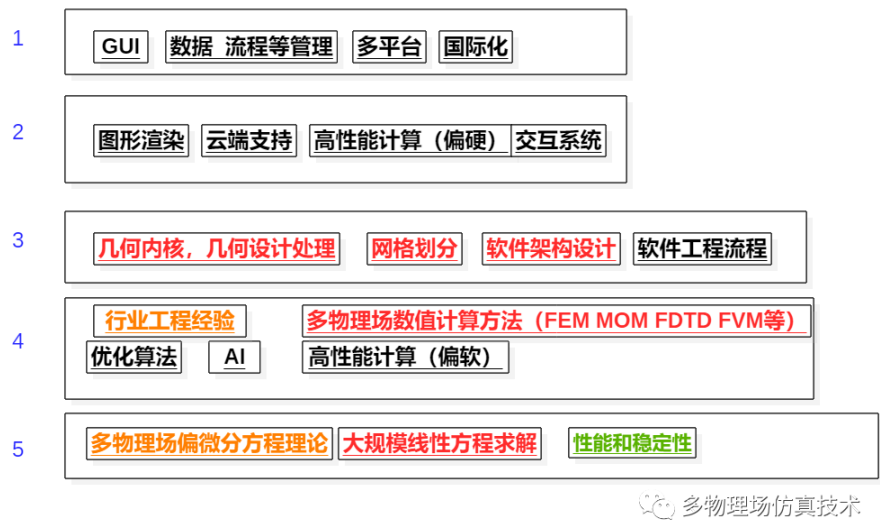 1 GUI 数据 流程等管理 多平台 国际化
2 图形渲染 云端支持 高性能计算（偏硬） 交互系统
3 几何内核，几何设计处理 网格划分 软件架构设计 软件工程流程
行业工程经验 多物理场数值计算方法（FEM MOM FDTD FVM等）
4 优化算法 AI 高性能计算（偏软）
5 多物理场偏微分方程理论 大规模线性方程求解 性能和稳定性
多物理场仿真技术